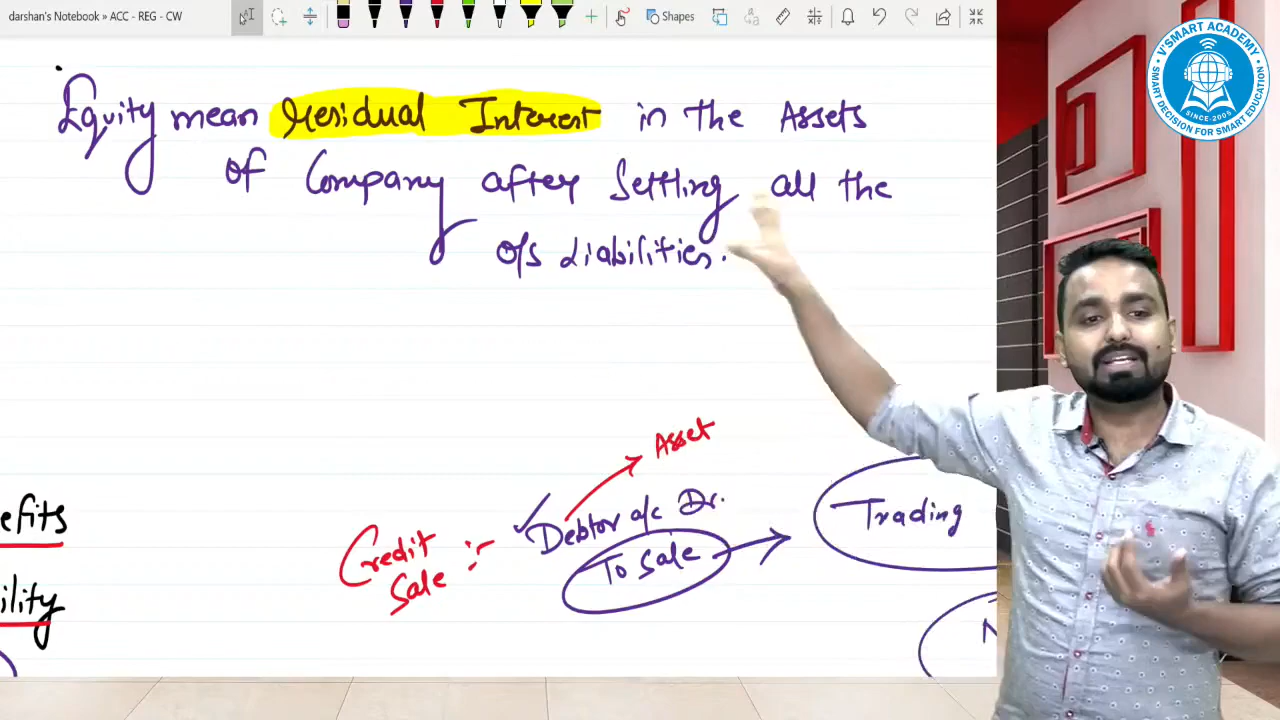 darshan's Notebook » ACC - REG - CW
Shapes
V'SMART ACADEMY
SMART DECISION FOR SMART EDUCATION
SINCE-2005
Equity mean Residual Interest in the Assets
of Company after Settling all the
o/s Liabilities.
Asset
efits
Credit Sale :- Debtor a/c Dr.
To Sale
Trading
ility
N